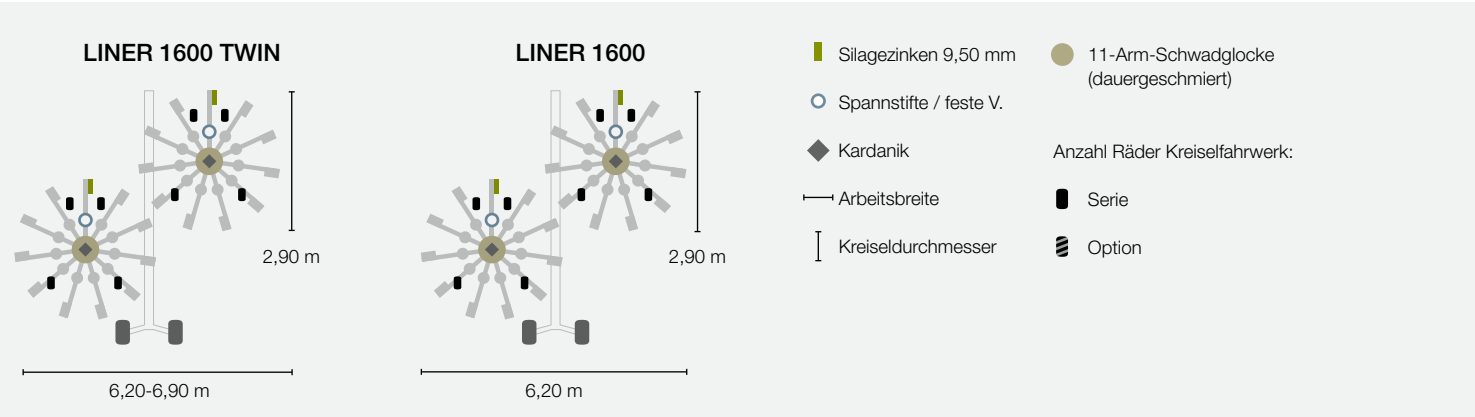 LINER 1600 TWIN
2,90 m
6,20-6,90 m
LINER 1600
2,90 m
6,20 m
Silagezinken 9,50 mm
Spannstifte / feste V.
Kardanik
Arbeitsbreite
Kreiseldurchmesser
11-Arm-Schwadglocke
(dauergeschmiert)
Anzahl Räder Kreiselfahrwerk:
Serie
Option